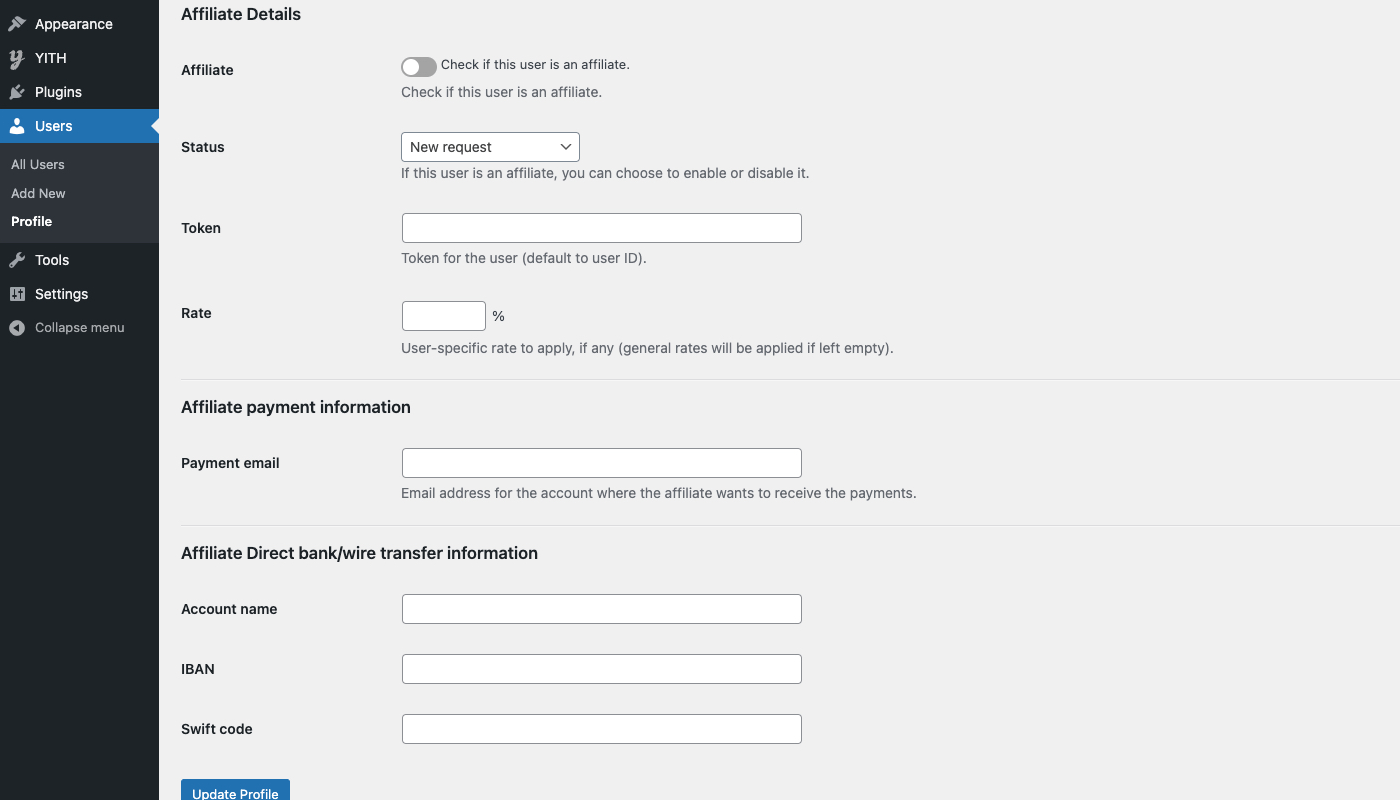 Appearance
YITH
Plugins
Users
All Users
Add New
Profile
Tools
Settings
Collapse menu
Affiliate Details
Affiliate
Check if this user is an affiliate.
Check if this user is an affiliate.
Status
New request
If this user is an affiliate, you can choose to enable or disable it.
Token
Token for the user (default to user ID).
Rate
%
User-specific rate to apply, if any (general rates will be applied if left empty).
Affiliate payment information
Payment email
Email address for the account where the affiliate wants to receive the payments.
Affiliate Direct bank/wire transfer information
Account name
IBAN
Swift code
Update Profile